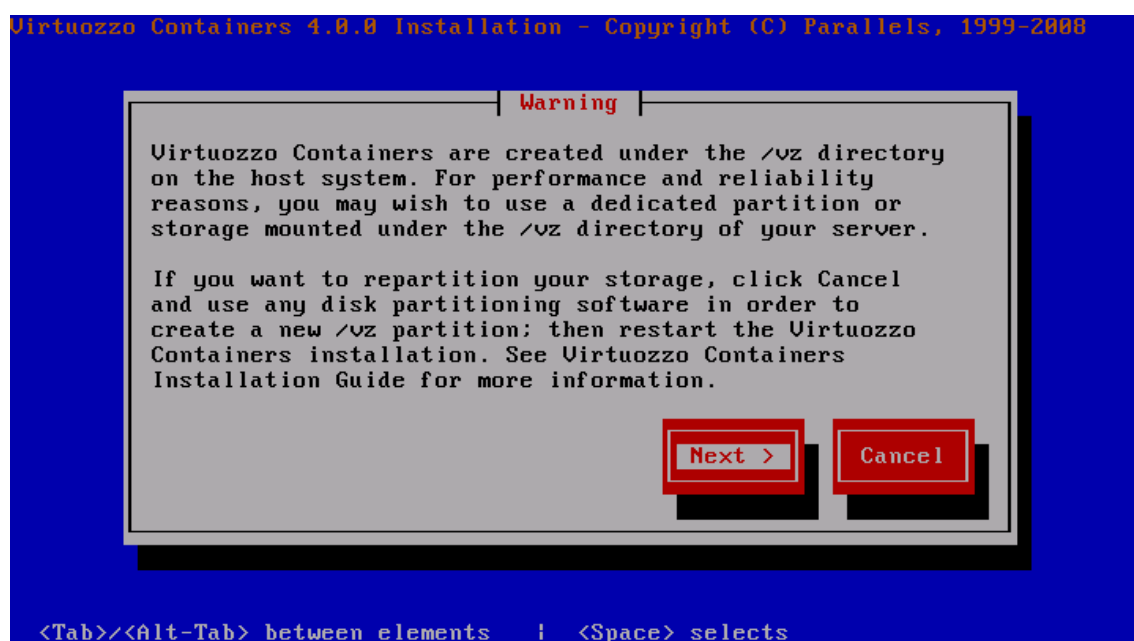 Virtuozzo Containers 4.0.0 Installation - Copyright (C) Parallels, 1999-2008
Warning
Virtuozzo Containers are created under the /vz directory
on the host system. For performance and reliability
reasons, you may wish to use a dedicated partition or
storage mounted under the /vz directory of your server.
If you want to repartition your storage, click Cancel
and use any disk partitioning software in order to
create a new /vz partition; then restart the Virtuozzo
Containers installation. See Virtuozzo Containers
Installation Guide for more information.
Next > Cancel
<Tab>/<Alt-Tab> between elements | <Space> selects